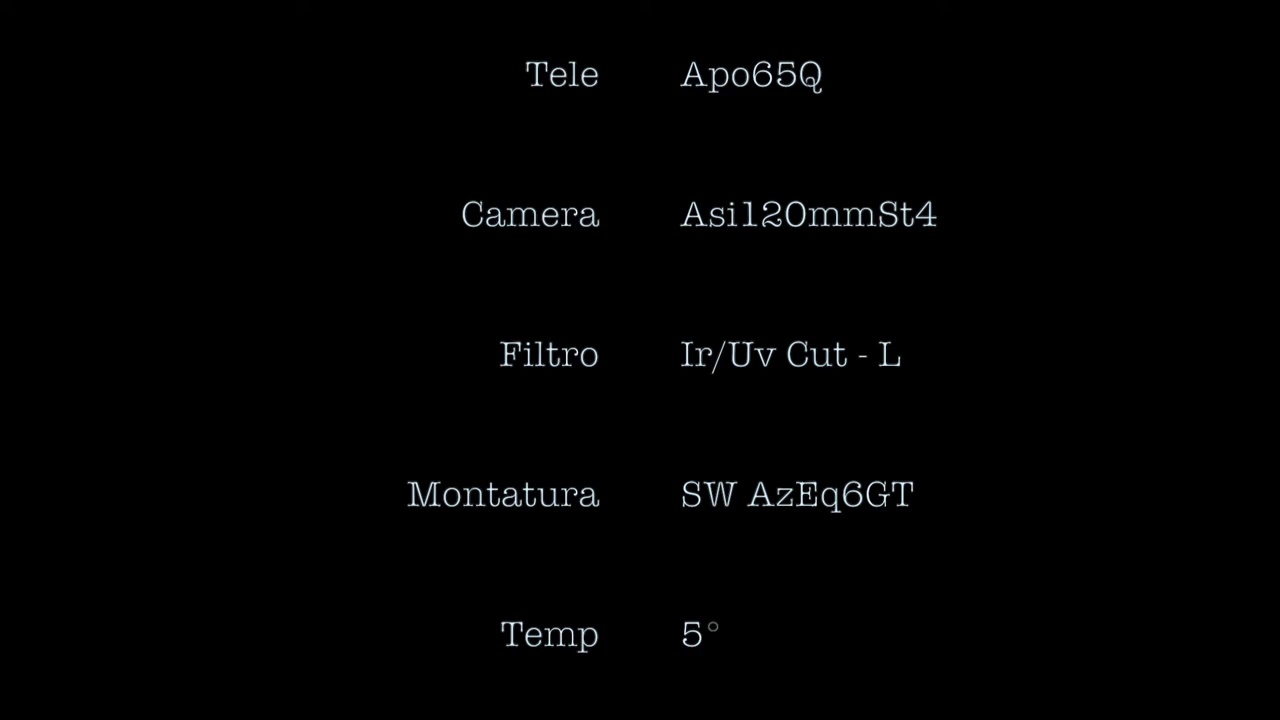 Tele Apo65Q
Camera Asi120mmSt4
Filtro Ir/Uv Cut - L
Montatura SW AzEq6GT
Temp 5°